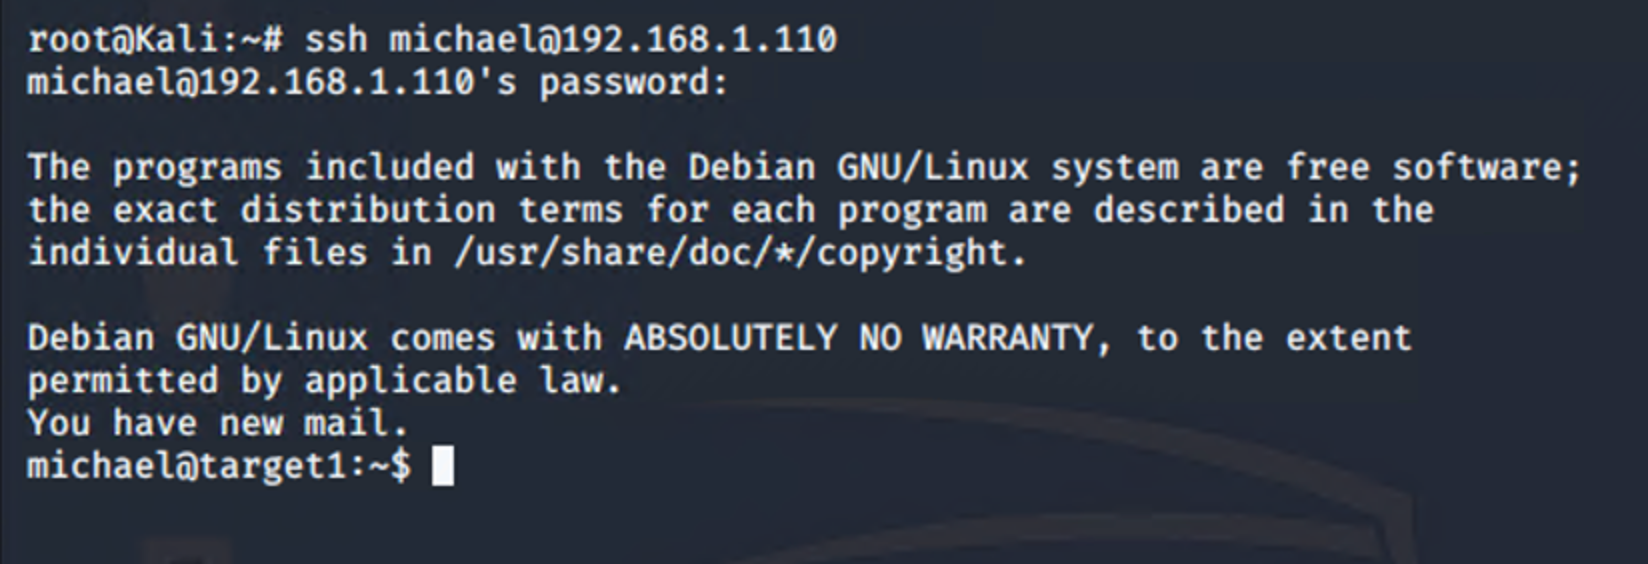 root@Kali:~# ssh michael@192.168.1.110
michael@192.168.1.110's password:
The programs included with the Debian GNU/Linux system are free software;
the exact distribution terms for each program are described in the
individual files in /usr/share/doc/*/copyright.
Debian GNU/Linux comes with ABSOLUTELY NO WARRANTY, to the extent
permitted by applicable law.
You have new mail.
michael@target1:~$